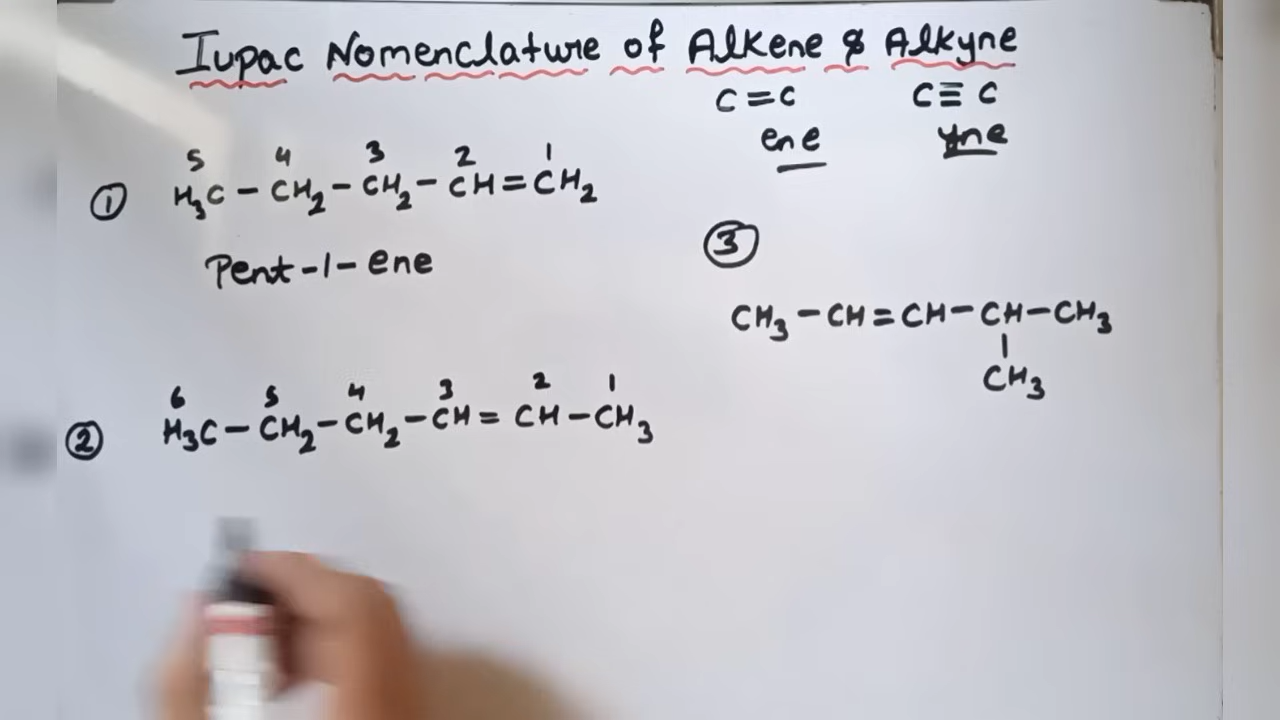 Iupac Nomenclature of Alkene & Alkyne
C=C C≡C
ene yne
5 4 3 2 1
① H₃C-CH₂-CH₂-CH=CH₂
Pent-1-ene
6 5 4 3 2 1
② H₃C-CH₂-CH₂-CH=CH-CH₃
③
CH₃-CH=CH-CH-CH₃
|
CH₃